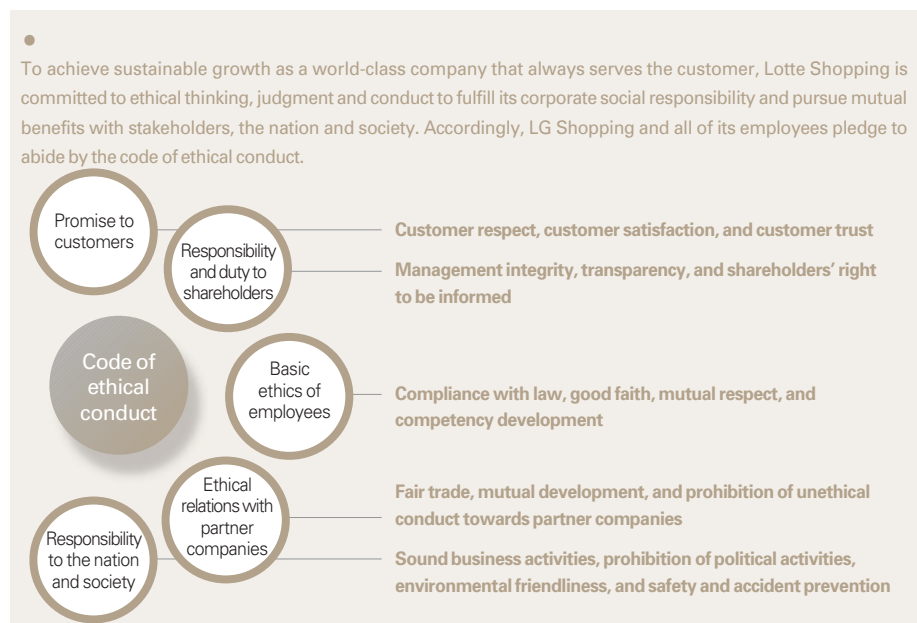 To achieve sustainable growth as a world-class company that always serves the customer, Lotte Shopping is
committed to ethical thinking, judgment and conduct to fulfill its corporate social responsibility and pursue mutual
benefits with stakeholders, the nation and society. Accordingly, LG Shopping and all of its employees pledge to
abide by the code of ethical conduct.
Promise to
customers
Customer respect, customer satisfaction, and customer trust
Responsibility
and duty to
shareholders
Management integrity, transparency, and shareholders’ right
to be informed
Code of
ethical
conduct
Basic
ethics of
employees
Compliance with law, good faith, mutual respect, and
competency development
Ethical
relations with
partner
companies
Fair trade, mutual development, and prohibition of unethical
conduct towards partner companies
Responsibility
to the nation
and society
Sound business activities, prohibition of political activities,
environmental friendliness, and safety and accident prevention